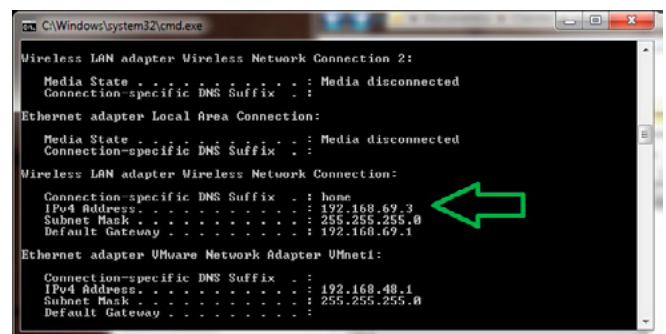 C:\Windows\system32\cmd.exe
Wireless LAN adapter Wireless Network Connection 2:
Media State . . . . . . . . . . . : Media disconnected
Connection-specific DNS Suffix  . :
Ethernet adapter Local Area Connection:
Media State . . . . . . . . . . . : Media disconnected
Connection-specific DNS Suffix  . :
Wireless LAN adapter Wireless Network Connection:
Connection-specific DNS Suffix  . : home
IPv4 Address. . . . . . . . . . . : 192.168.69.3
Subnet Mask . . . . . . . . . . . : 255.255.255.0
Default Gateway . . . . . . . . . : 192.168.69.1
Ethernet adapter VMware Network Adapter VMnet1:
Connection-specific DNS Suffix  . :
IPv4 Address. . . . . . . . . . . : 192.168.48.1
Subnet Mask . . . . . . . . . . . : 255.255.255.0
Default Gateway . . . . . . . . . :